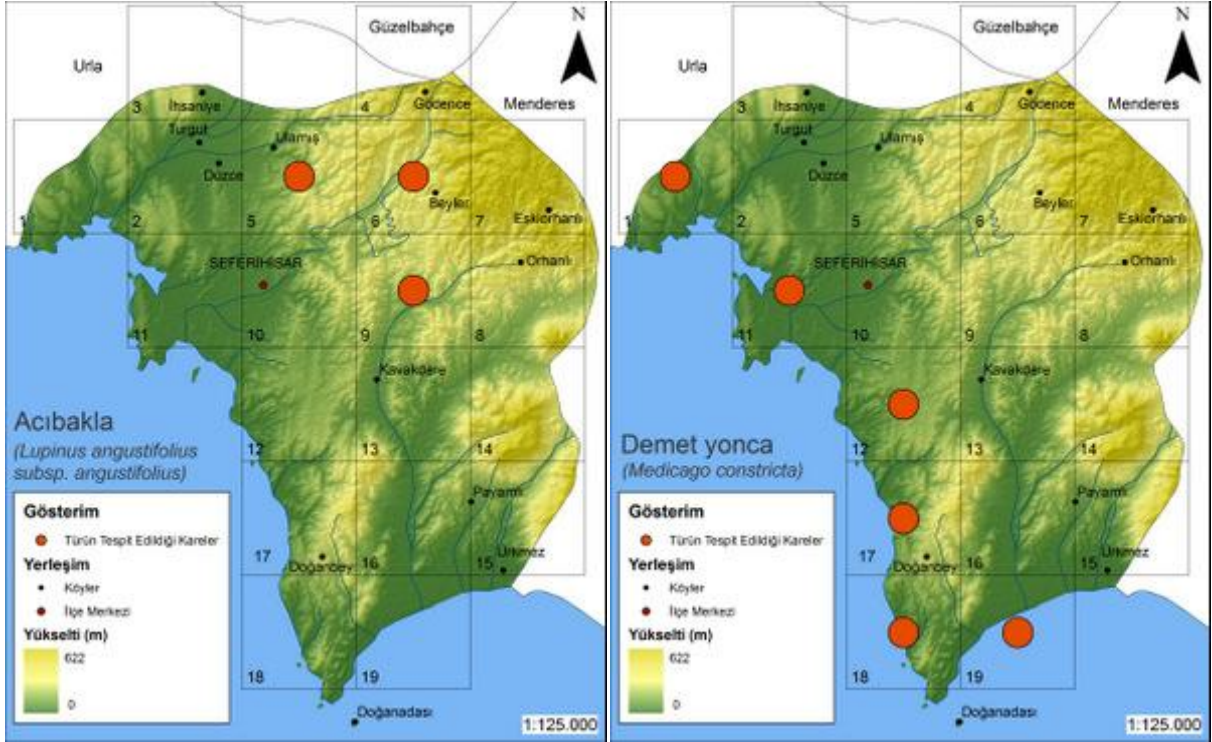 Güzelbahçe
N
Urla
3
İhsaniye
4
Gödence
Menderes
Turgut
Ulamış
Düzce
Beyler
1
2
5
6
7
Eskiorhanlı
SEFERİHİSAR
Orhanlı
11
10
9
8
Kavakdere
Acıbakla
(Lupinus angustifolius
subsp. angustifolius)
12
13
14
Payamlı
Gösterim
Türün Tespit Edildiği Kareler
Yerleşim
Köyler
İlçe Merkezi
Yükselti (m)
622
0
17
Doğanbey
16
15
Ürkmez
18
19
Doğanadası
1:125.000
Güzelbahçe
N
Urla
3
İhsaniye
4
Gödence
Menderes
Turgut
Ulamış
Düzce
Beyler
1
2
5
6
7
Eskiorhanlı
SEFERİHİSAR
Orhanlı
11
10
9
8
Kavakdere
Demet yonca
(Medicago constricta)
12
13
14
Payamlı
Gösterim
Türün Tespit Edildiği Kareler
Yerleşim
Köyler
İlçe Merkezi
Yükselti (m)
622
0
17
Doğanbey
16
15
Ürkmez
18
19
Doğanadası
1:125.000